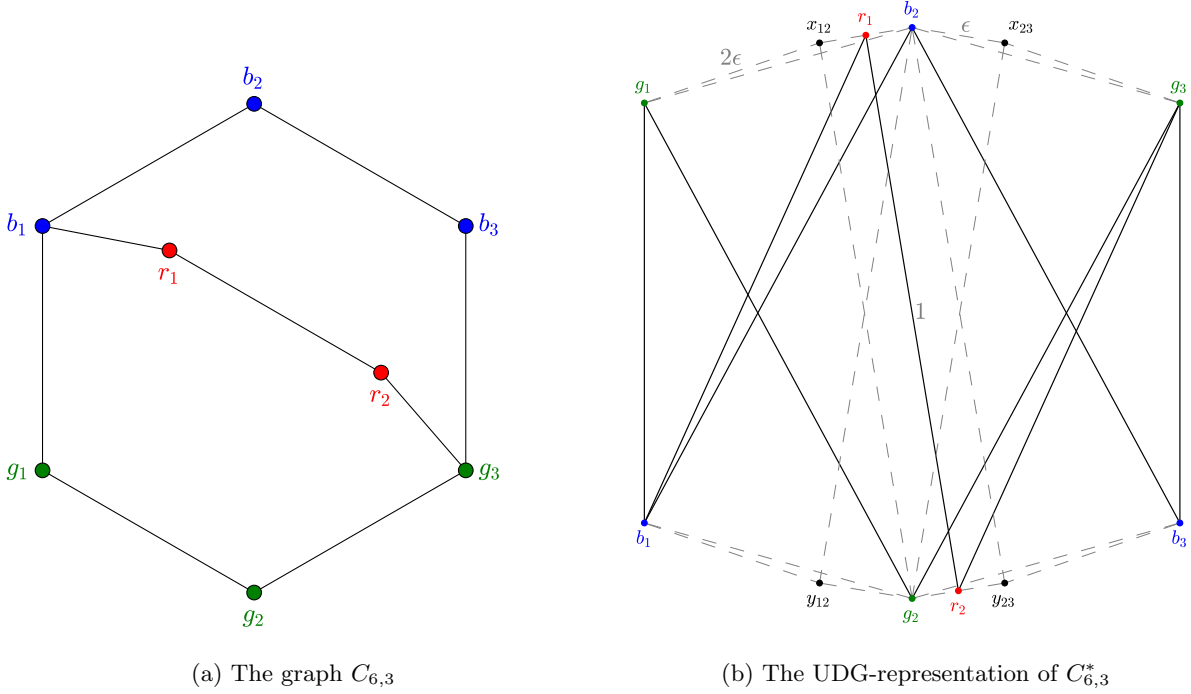 b₂
b₁
b₃
r₁
r₂
g₁
g₃
g₂
(a) The graph C₆,₃
x₁₂
r₁
b₂
ϵ
x₂₃
2ϵ
g₁
g₃
1
b₁
b₃
y₁₂
g₂
r₂
y₂₃
(b) The UDG-representation of C*₆,₃